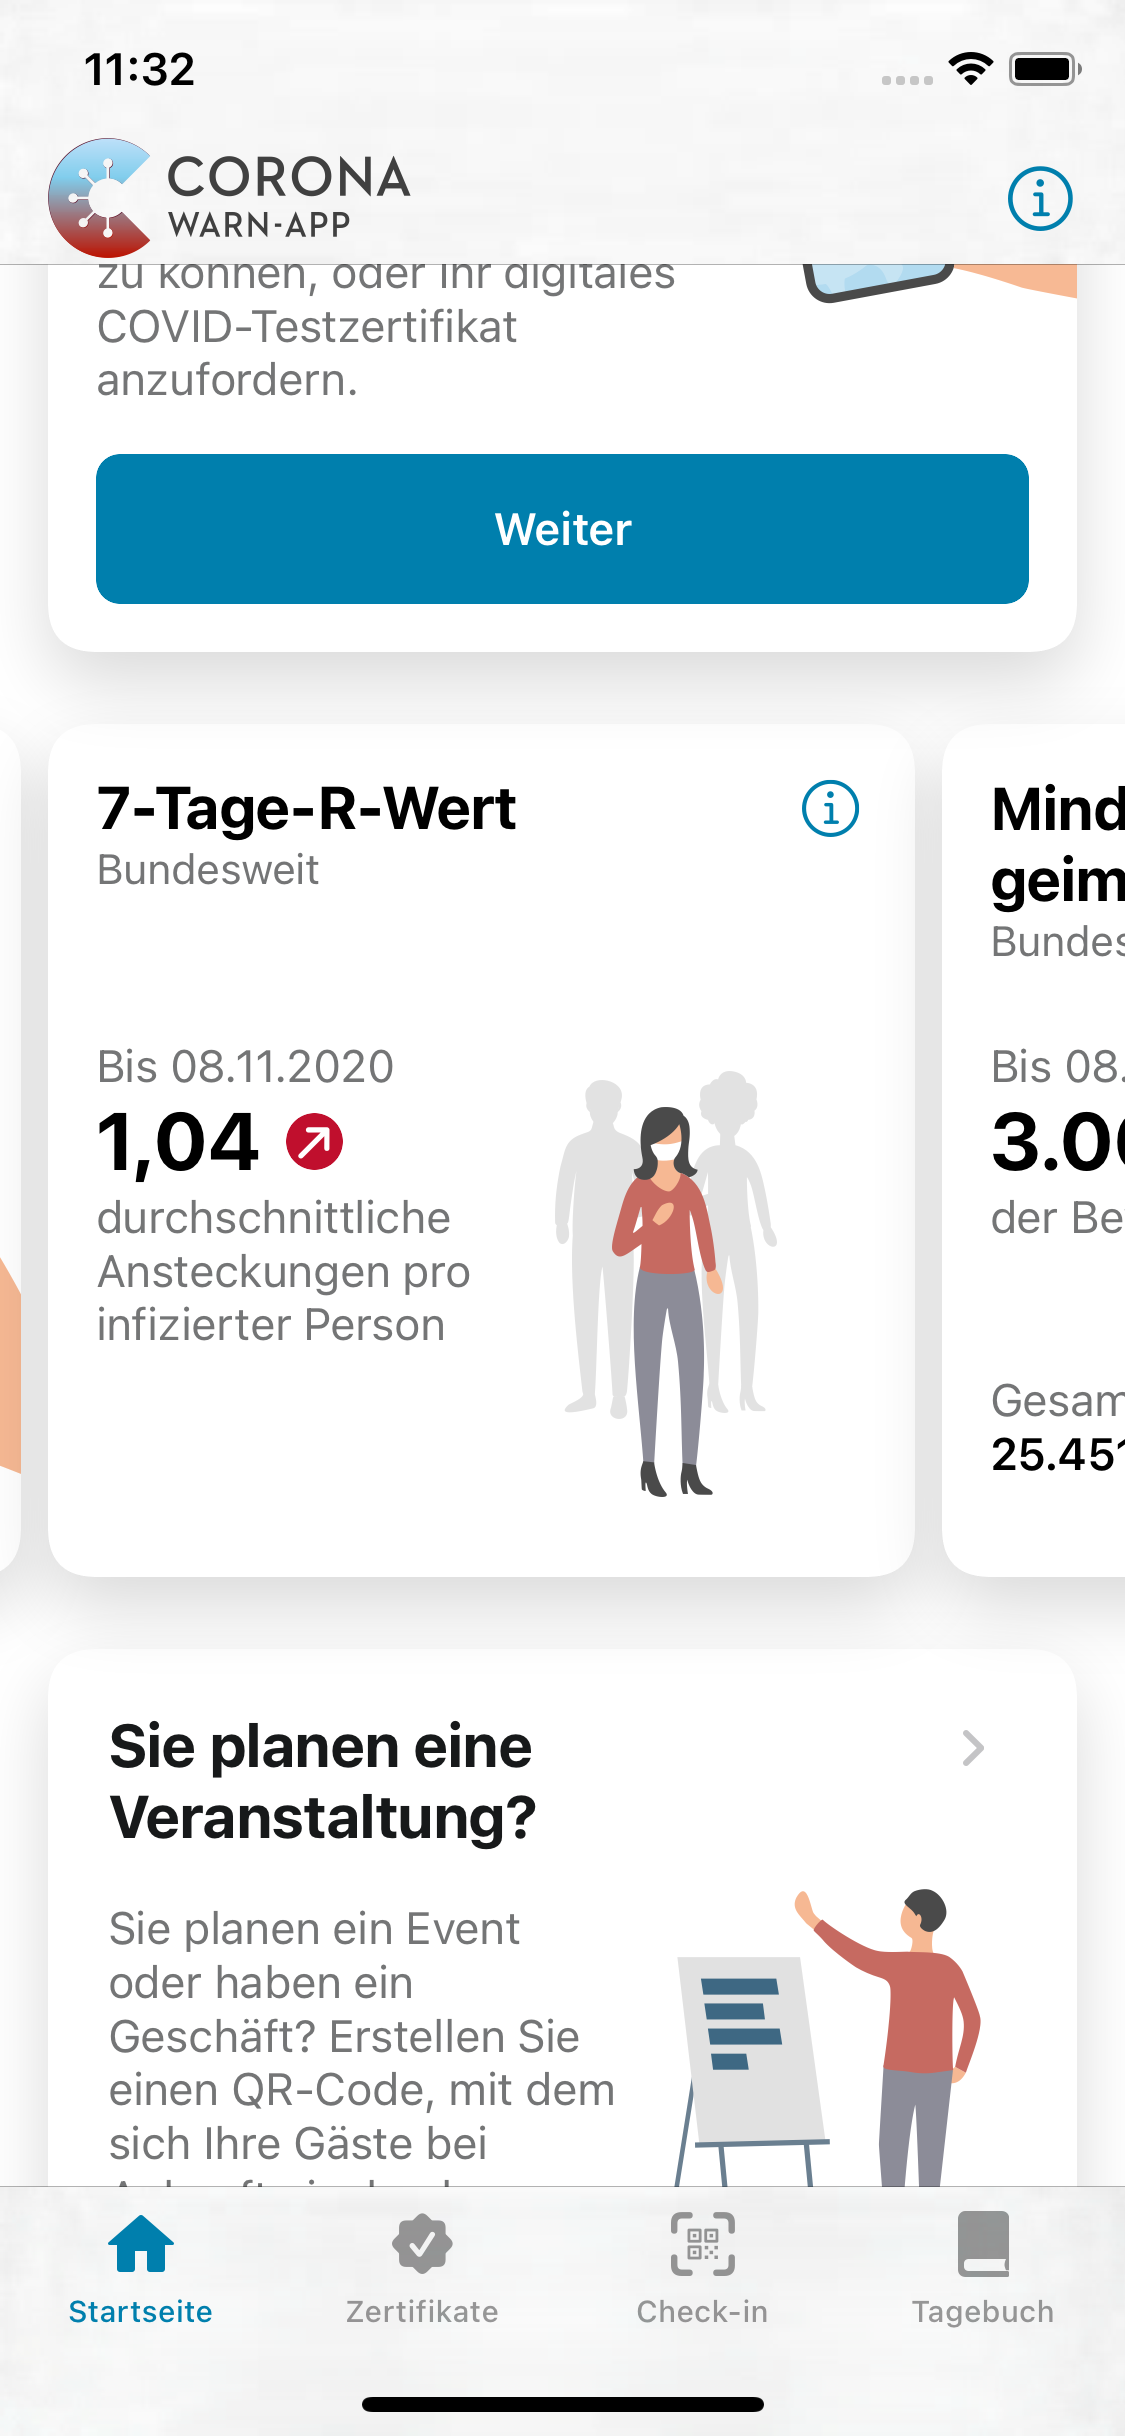 11:32
CORONA
WARN-APP
zu können, oder Ihr digitales
COVID-Testzertifikat
anzufordern.
Weiter
7-Tage-R-Wert
Bundesweit
Bis 08.11.2020
1,04
durchschnittliche
Ansteckungen pro
infizierter Person
Mind
geim
Bundes
Bis 08.
3.0
der Be
Gesam
25.451
Sie planen eine
Veranstaltung?
Sie planen ein Event
oder haben ein
Geschäft? Erstellen Sie
einen QR-Code, mit dem
sich Ihre Gäste bei
Startseite
Zertifikate
Check-in
Tagebuch